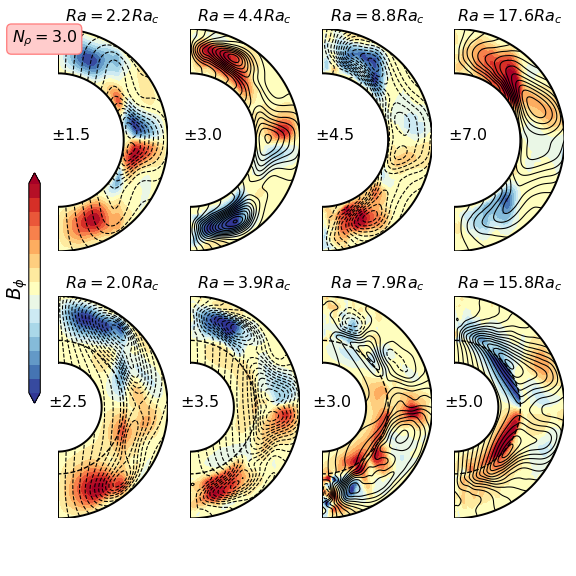 Ra = 2.2Ra_c Ra = 4.4Ra_c Ra = 8.8Ra_c Ra = 17.6Ra_c
N_ρ = 3.0
±1.5 ±3.0 ±4.5 ±7.0
B_ϕ
Ra = 2.0Ra_c Ra = 3.9Ra_c Ra = 7.9Ra_c Ra = 15.8Ra_c
±2.5 ±3.5 ±3.0 ±5.0